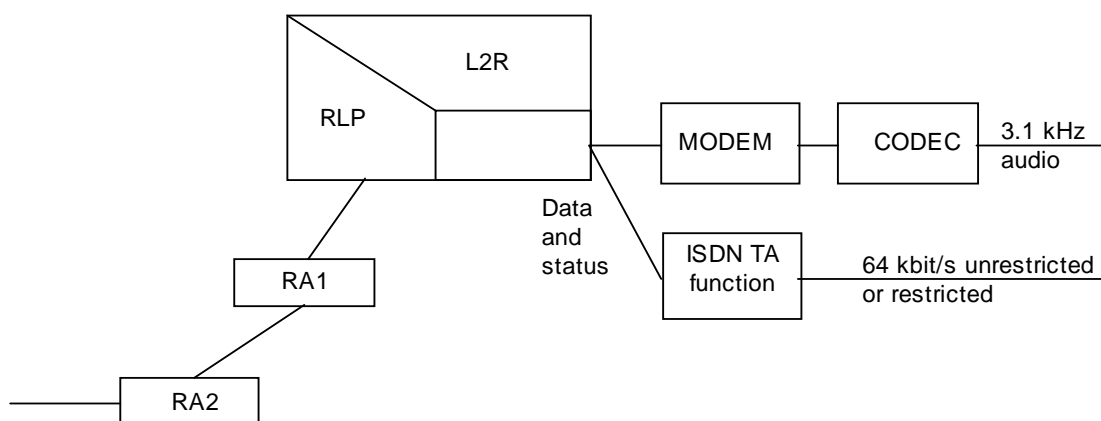 L2R
RLP
MODEM
CODEC
3.1 kHz
audio
Data
and
status
ISDN TA
function
64 kbit/s unrestricted
or restricted
RA1
RA2